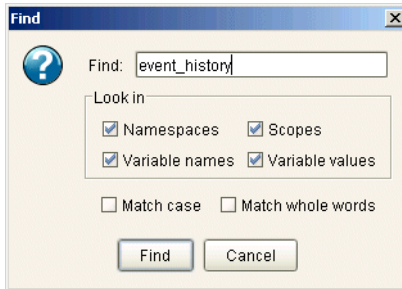 Find
Find: event_history
Look in
Namespaces Scopes
Variable names Variable values
Match case Match whole words
Find Cancel